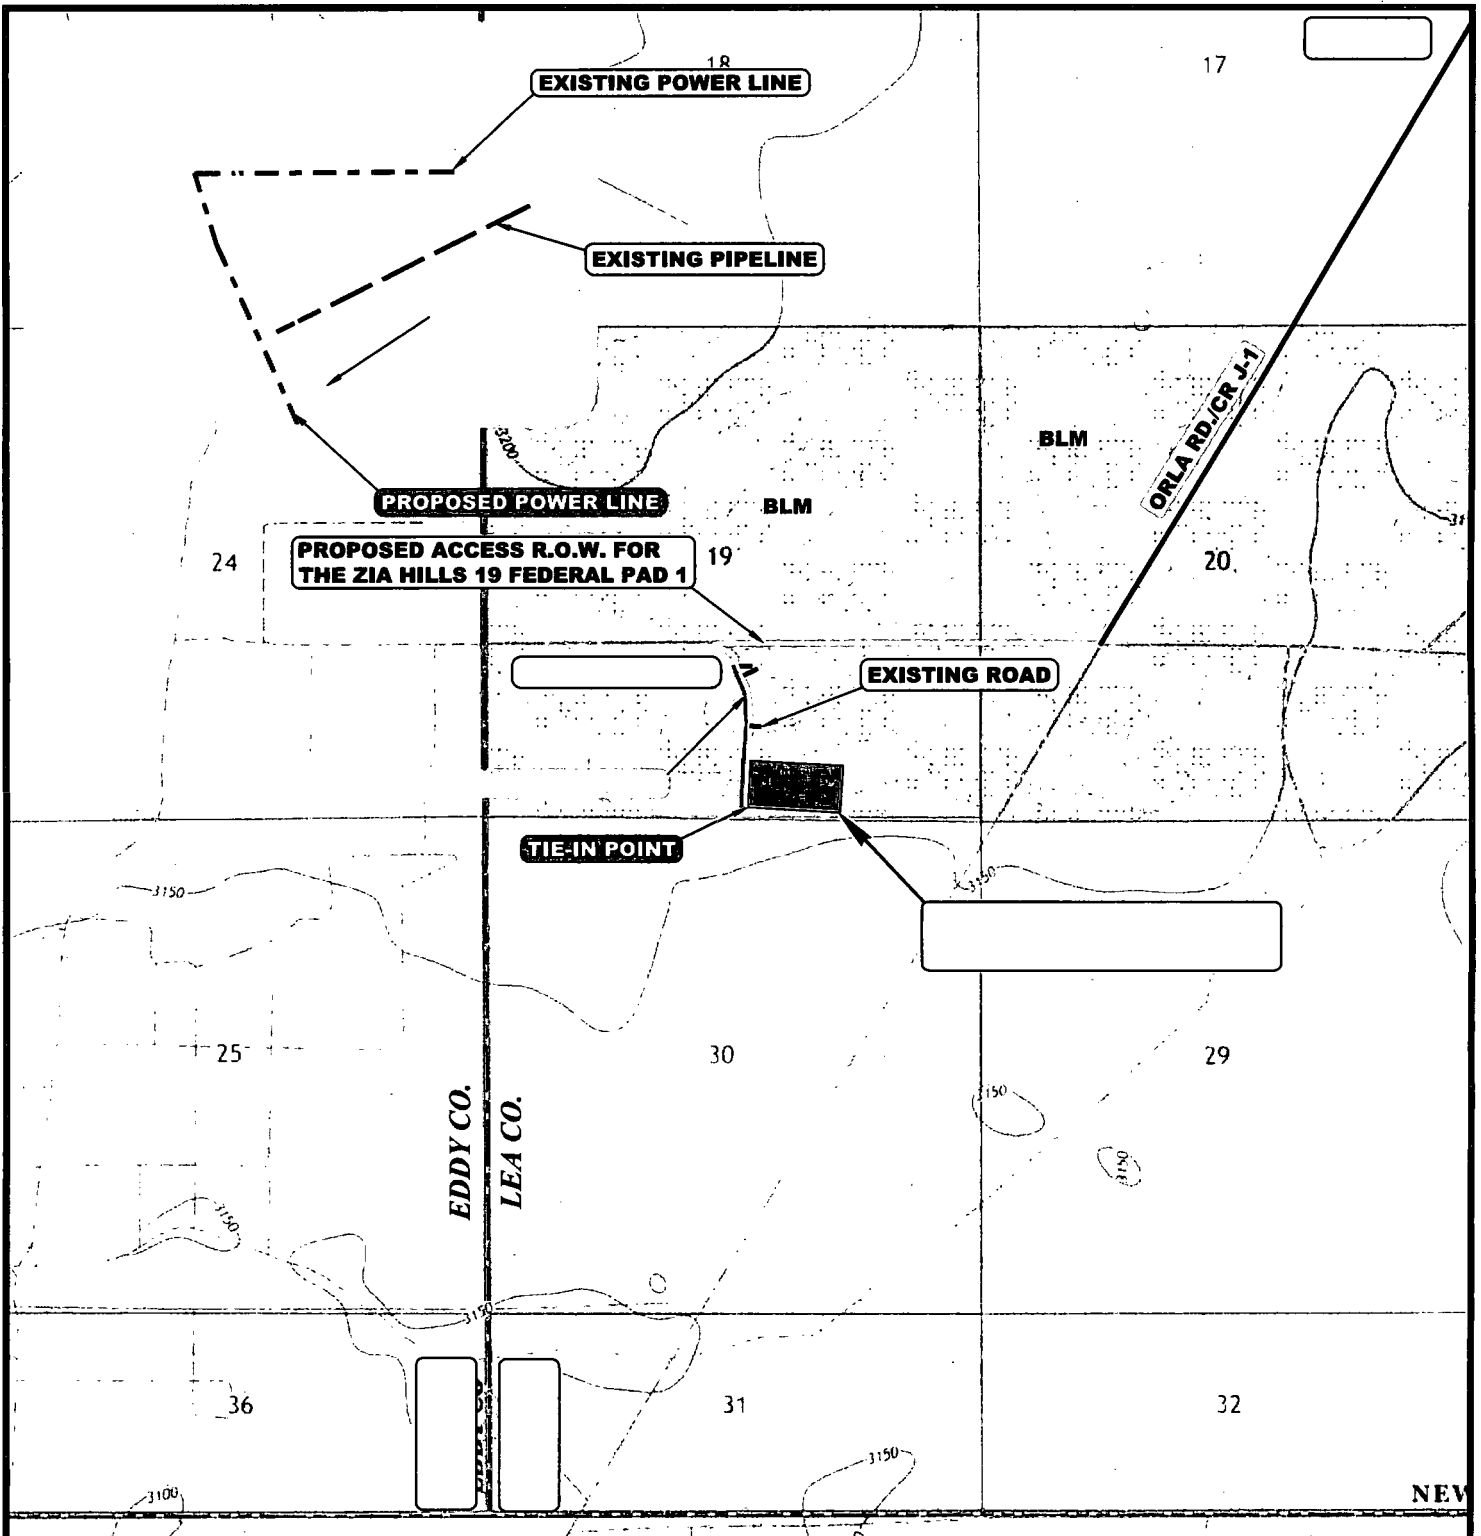 18
17
EXISTING POWER LINE
EXISTING PIPELINE
ORLA RD./CR J-1
BLM
3200
PROPOSED POWER LINE
BLM
24
PROPOSED ACCESS R.O.W. FOR
THE ZIA HILLS 19 FEDERAL PAD 1
19
20
EXISTING ROAD
TIE-IN POINT
3150
3150
25
30
29
EDDY CO.
LEA CO.
3150
3150
3150
3150
36
31
32
3150
3100